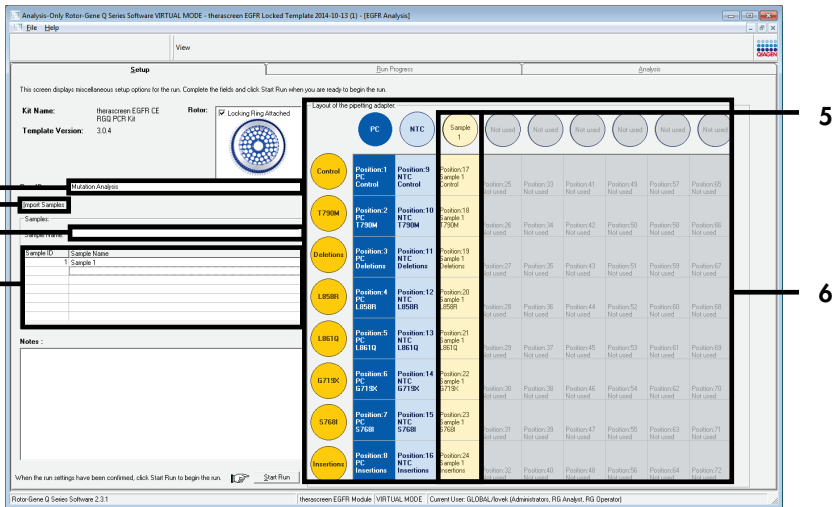 Analysis-Only Rotor-Gene Q Series Software VIRTUAL MODE - therascreen EGFR Locked Template 2014-10-13 (1) - [EGFR Analysis]
File Help
View
QIAGEN
Setup
Run Progress
Analysis
This screen displays miscellaneous setup options for the run. Complete the fields and click Start Run when you are ready to begin the run.
Kit Name:
therascreen EGFR CE
RGQ PCR Kit
Template Version:
3.0.4
Rotor:
Locking Ring Attached
Mutation Analysis
Import Samples
Samples:
Sample Name:
Sample ID Sample Name
1 Sample 1
Notes :
When the run settings have been confirmed, click Start Run to begin the run.
Start Run
Layout of the pipetting adapter:
PC NTC Sample 1 Not used Not used Not used Not used Not used Not used
Control
Position:1 Position:9 Position:17
PC NTC Sample 1
Control Control Control
Position:25 Position:33 Position:41 Position:49 Position:57 Position:65
Not used Not used Not used Not used Not used Not used
T790M
Position:2 Position:10 Position:18
PC NTC Sample 1
T790M T790M T790M
Position:26 Position:34 Position:42 Position:50 Position:58 Position:66
Not used Not used Not used Not used Not used Not used
Deletions
Position:3 Position:11 Position:19
PC NTC Sample 1
Deletions Deletions Deletions
Position:27 Position:35 Position:43 Position:51 Position:59 Position:67
Not used Not used Not used Not used Not used Not used
L858R
Position:4 Position:12 Position:20
PC NTC Sample 1
L858R L858R L858R
Position:28 Position:36 Position:44 Position:52 Position:60 Position:68
Not used Not used Not used Not used Not used Not used
L861Q
Position:5 Position:13 Position:21
PC NTC Sample 1
L861Q L861Q L861Q
Position:29 Position:37 Position:45 Position:53 Position:61 Position:69
Not used Not used Not used Not used Not used Not used
G719X
Position:6 Position:14 Position:22
PC NTC Sample 1
G719X G719X G719X
Position:30 Position:38 Position:46 Position:54 Position:62 Position:70
Not used Not used Not used Not used Not used Not used
S768I
Position:7 Position:15 Position:23
PC NTC Sample 1
S768I S768I S768I
Position:31 Position:39 Position:47 Position:55 Position:63 Position:71
Not used Not used Not used Not used Not used Not used
Insertions
Position:8 Position:16 Position:24
PC NTC Sample 1
Insertions Insertions Insertions
Position:32 Position:40 Position:48 Position:56 Position:64 Position:72
Not used Not used Not used Not used Not used Not used
5
6
Rotor-Gene Q Series Software 2.3.1
therascreen EGFR Module VIRTUAL MODE Current User: GLOBAL/lovek (Administrators, RG Analyst, RG Operator)